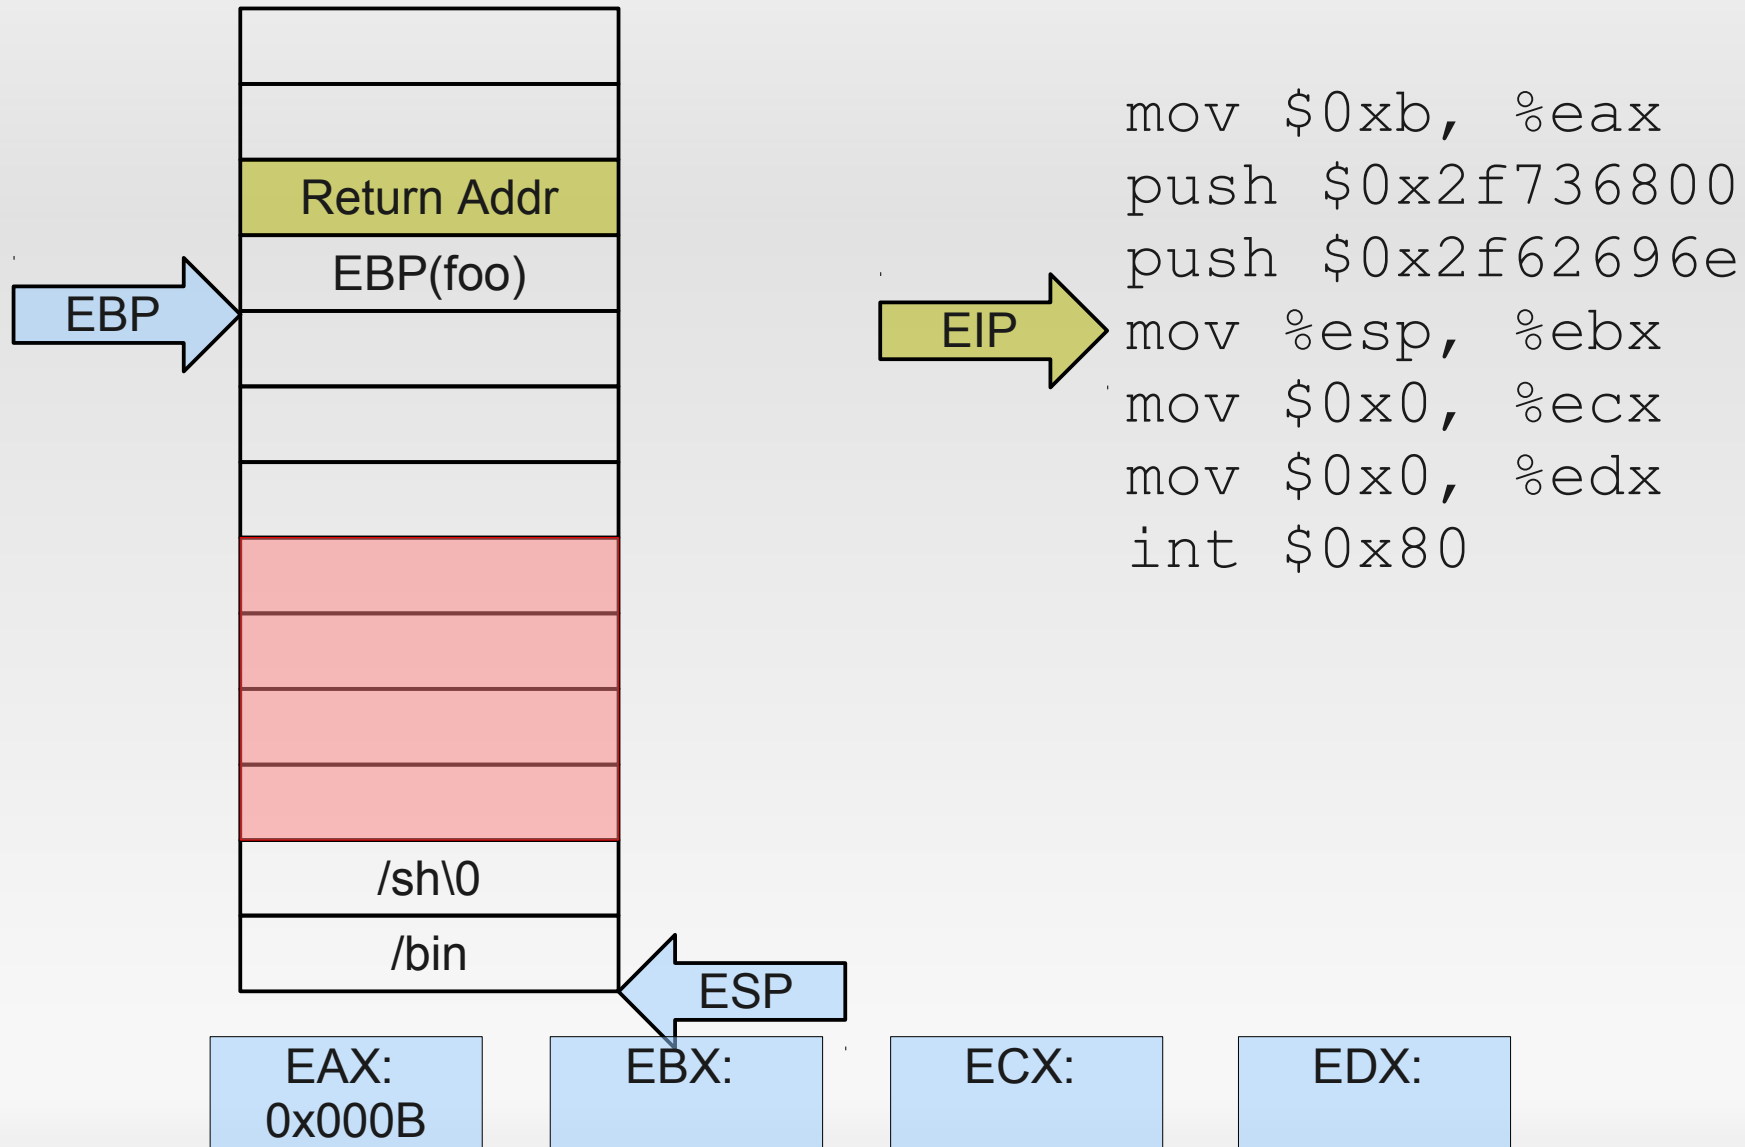 Return Addr
EBP(foo)
EBP
/sh\0
/bin
ESP
EIP
mov $0xb, %eax
push $0x2f736800
push $0x2f62696e
mov %esp, %ebx
mov $0x0, %ecx
mov $0x0, %edx
int $0x80
EAX:
0x000B
EBX:
ECX:
EDX: